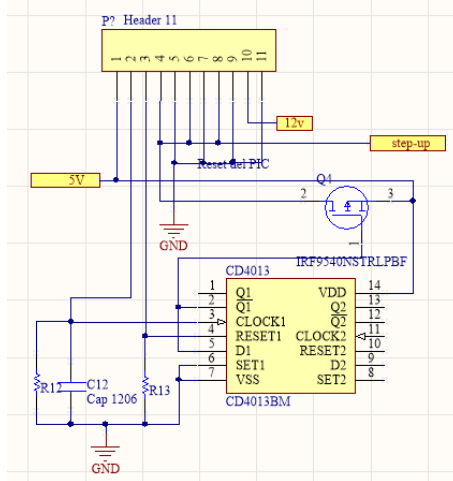 P? Header 11
1 2 3 4 5 6 7 8 9 10 11
12v
step-up
Reset del PIC
5V
Q4
2 3
1
GND
IRF9540NSTRLPBF
CD4013
1 Q1 VDD 14
2 Q1 Q2 13
3 CLOCK1 Q2 12
4 RESET1 CLOCK2 11
5 D1 RESET2 10
6 SET1 D2 9
7 VSS SET2 8
CD4013BM
R12
C12
Cap 1206
R13
GND